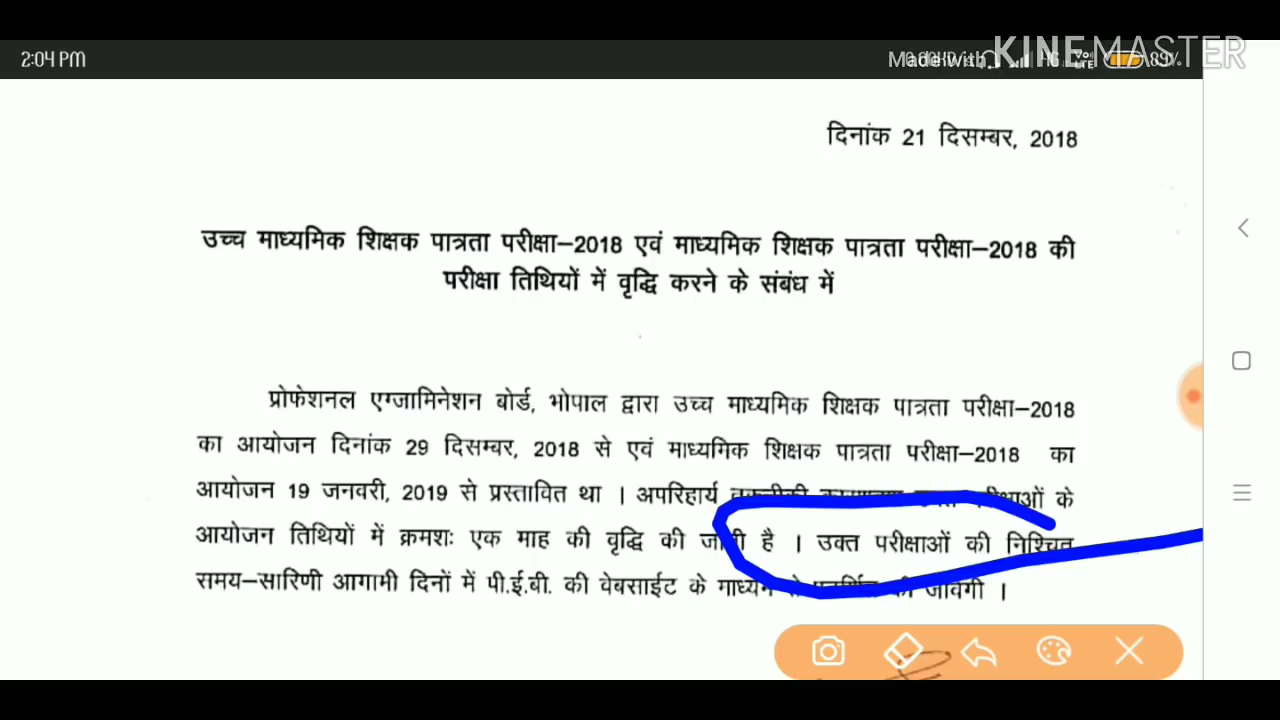 2:04 PM
Made with
KINEMASTER
89%
दिनांक 21 दिसम्बर, 2018
उच्च माध्यमिक शिक्षक पात्रता परीक्षा–2018 एवं माध्यमिक शिक्षक पात्रता परीक्षा–2018 की
परीक्षा तिथियों में वृद्धि करने के संबंध में
प्रोफेशनल एग्जामिनेशन बोर्ड, भोपाल द्वारा उच्च माध्यमिक शिक्षक पात्रता परीक्षा–2018
का आयोजन दिनांक 29 दिसम्बर, 2018 से एवं माध्यमिक शिक्षक पात्रता परीक्षा–2018 का
आयोजन 19 जनवरी, 2019 से प्रस्तावित था । अपरिहार्य परीक्षाओं के
आयोजन तिथियों में क्रमशः एक माह की वृद्धि की जाती है । उक्त परीक्षाओं की निश्चित
समय–सारिणी आगामी दिनों में पी.ई.बी. की वेबसाईट के माध्यम से की जावेगी ।